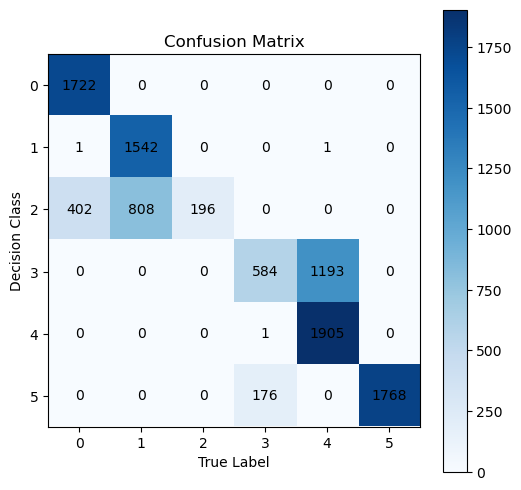 Confusion Matrix
0 1722 0 0 0 0 0
1 1 1542 0 0 1 0
2 402 808 196 0 0 0
3 0 0 0 584 1193 0
4 0 0 0 1 1905 0
5 0 0 0 176 0 1768
0 1 2 3 4 5
Decision Class
True Label
1750
1500
1250
1000
750
500
250
0